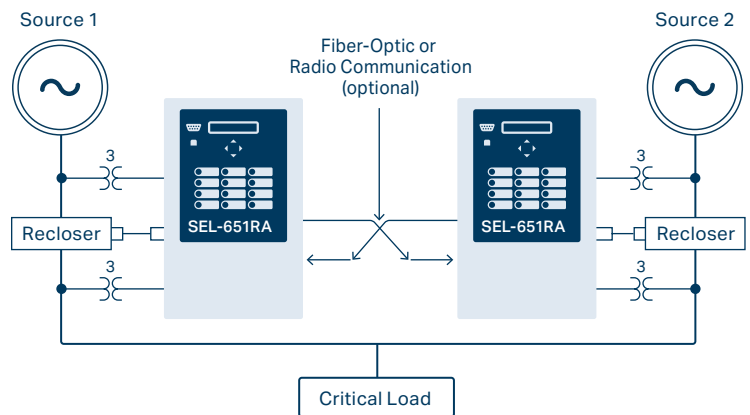 Source 1
Source 2
Fiber-Optic or
Radio Communication
(optional)
3
3
SEL-651RA
SEL-651RA
Recloser
Recloser
3
3
Critical Load